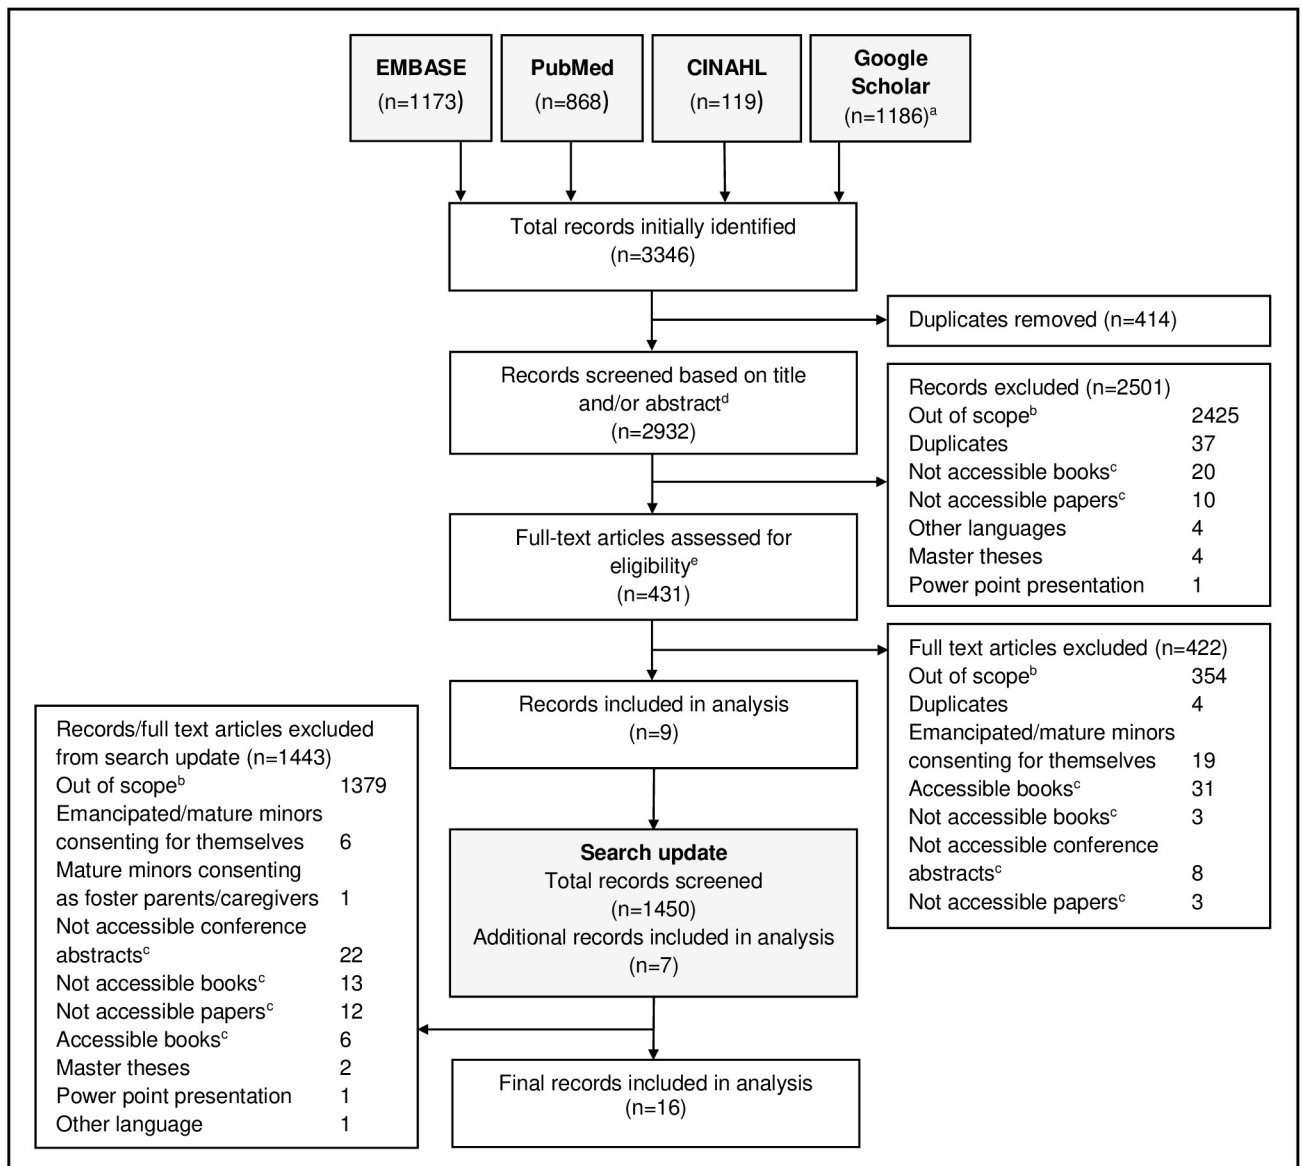 EMBASE
(n=1173)
PubMed
(n=868)
CINAHL
(n=119)
Google
Scholar
(n=1186)a
Total records initially identified
(n=3346)
Duplicates removed (n=414)
Records screened based on title
and/or abstractd
(n=2932)
Records excluded (n=2501)
Out of scopeb 2425
Duplicates 37
Not accessible booksc 20
Not accessible papersc 10
Other languages 4
Master theses 4
Power point presentation 1
Full-text articles assessed for
eligibilitye
(n=431)
Full text articles excluded (n=422)
Out of scopeb 354
Duplicates 4
Emancipated/mature minors
consenting for themselves 19
Accessible booksc 31
Not accessible booksc 3
Not accessible conference
abstractsc 8
Not accessible papersc 3
Records included in analysis
(n=9)
Records/full text articles excluded
from search update (n=1443)
Out of scopeb 1379
Emancipated/mature minors
consenting for themselves 6
Mature minors consenting
as foster parents/caregivers 1
Not accessible conference
abstractsc 22
Not accessible booksc 13
Not accessible papersc 12
Accessible booksc 6
Master theses 2
Power point presentation 1
Other language 1
Search update
Total records screened
(n=1450)
Additional records included in analysis
(n=7)
Final records included in analysis
(n=16)